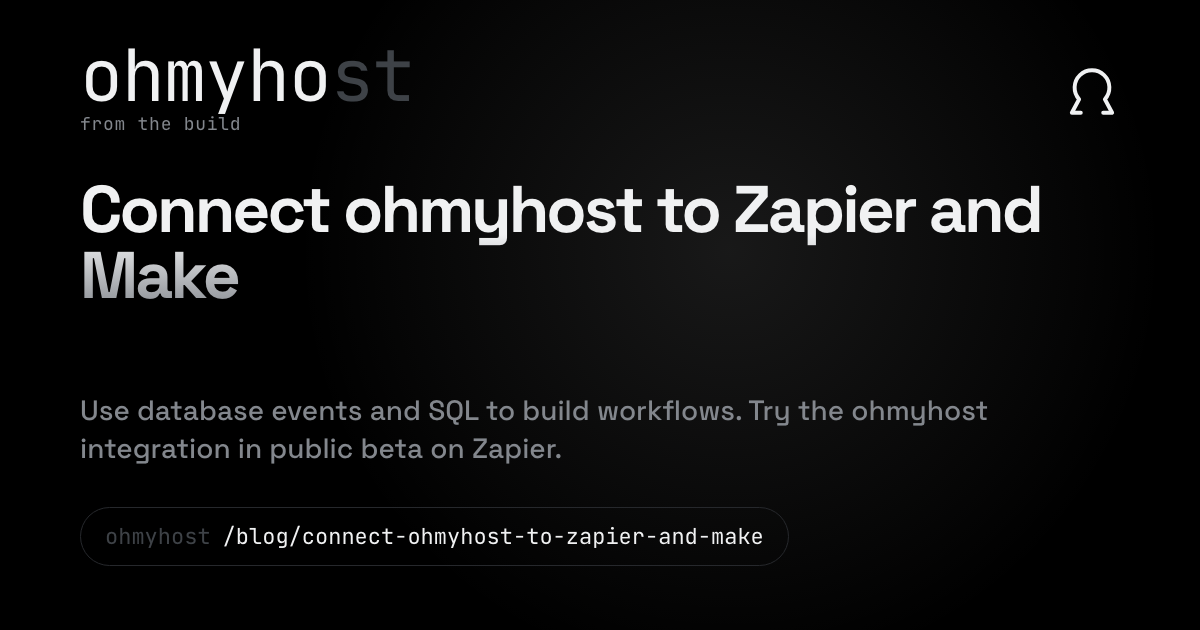 ohmyhost
from the build
Connect ohmyhost to Zapier and
Make
Use database events and SQL to build workflows. Try the ohmyhost
integration in public beta on Zapier.
ohmyhost /blog/connect-ohmyhost-to-zapier-and-make